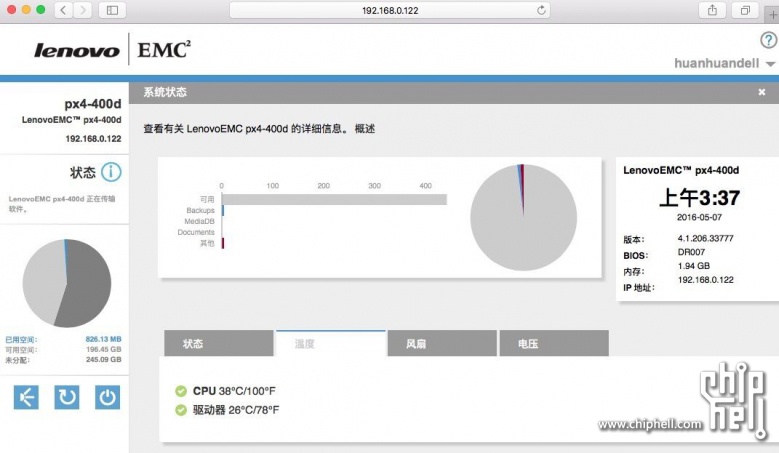 192.168.0.122
lenovo EMC²
huanhuandell
px4-400d
LenovoEMC™ px4-400d
192.168.0.122
状态
LenovoEMC px4-400d 正在传输
软件。
已用空间: 826.13 MB
可用空间: 196.45 GB
未分配: 245.09 GB
系统状态
查看有关 LenovoEMC px4-400d 的详细信息。 概述
0 100 200 300 400
可用
Backups
MediaDB
Documents
其他
LenovoEMC™ px4-400d
上午3:37
2016-05-07
版本: 4.1.206.33777
BIOS: DR007
内存: 1.94 GB
IP 地址: 192.168.0.122
状态 温度 风扇 电压
CPU 38°C/100°F
驱动器 26°C/78°F
chip hell
www.chiphell.com